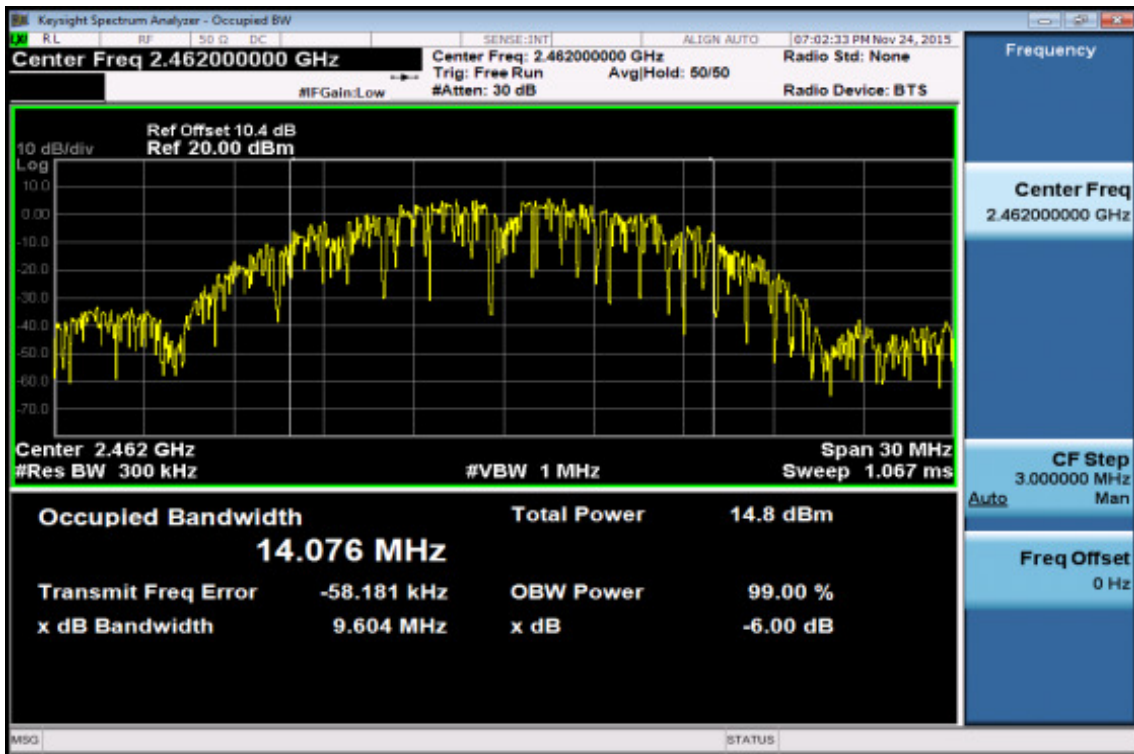 Keysight Spectrum Analyzer - Occupied BW
LXI RL RF 50 Ω DC SENSE:INT ALIGN AUTO 07:02:33 PM Nov 24, 2015
Center Freq 2.462000000 GHz
Center Freq: 2.462000000 GHz Radio Std: None
Trig: Free Run Avg|Hold: 50/50
#IFGain:Low #Atten: 30 dB Radio Device: BTS
Frequency
Ref Offset 10.4 dB
10 dB/div Ref 20.00 dBm
Log
10.0
0.00
-10.0
-20.0
-30.0
-40.0
-50.0
-60.0
-70.0
Center 2.462 GHz Span 30 MHz
#Res BW 300 kHz #VBW 1 MHz Sweep 1.067 ms
Occupied Bandwidth Total Power 14.8 dBm
14.076 MHz
Transmit Freq Error -58.181 kHz OBW Power 99.00 %
x dB Bandwidth 9.604 MHz x dB -6.00 dB
Center Freq
2.462000000 GHz
CF Step
3.000000 MHz
Auto Man
Freq Offset
0 Hz
MSG STATUS